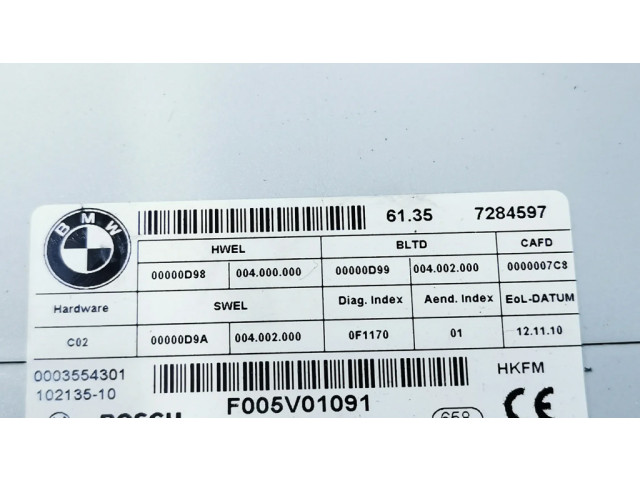 BMW
61.35 7284597
HWEL BLTD CAFD
00000D98 004.000.000 00000D99 004.002.000 0000007C8
Hardware SWEL Diag. Index Aend. Index EoL-DATUM
C02 00000D9A 004.002.000 0F1170 01 12.11.10
0003554301 HKFM
102135-10
BOSCH F005V01091 658 CE